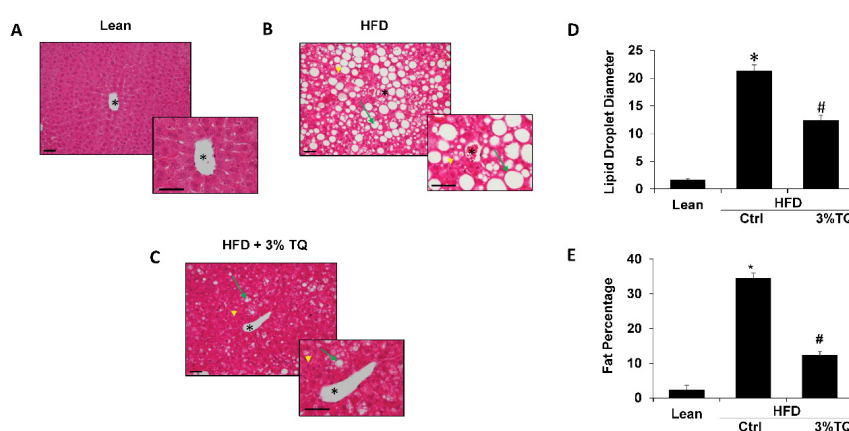 A
Lean
*
*
B
HFD
*
*
C
HFD + 3% TQ
*
*
D
Lipid Droplet Diameter
25
20
15
10
5
0
*
#
Lean
HFD
Ctrl
3%TQ
E
Fat Percentage
40
30
20
10
0
*
#
Lean
HFD
Ctrl
3%TQ